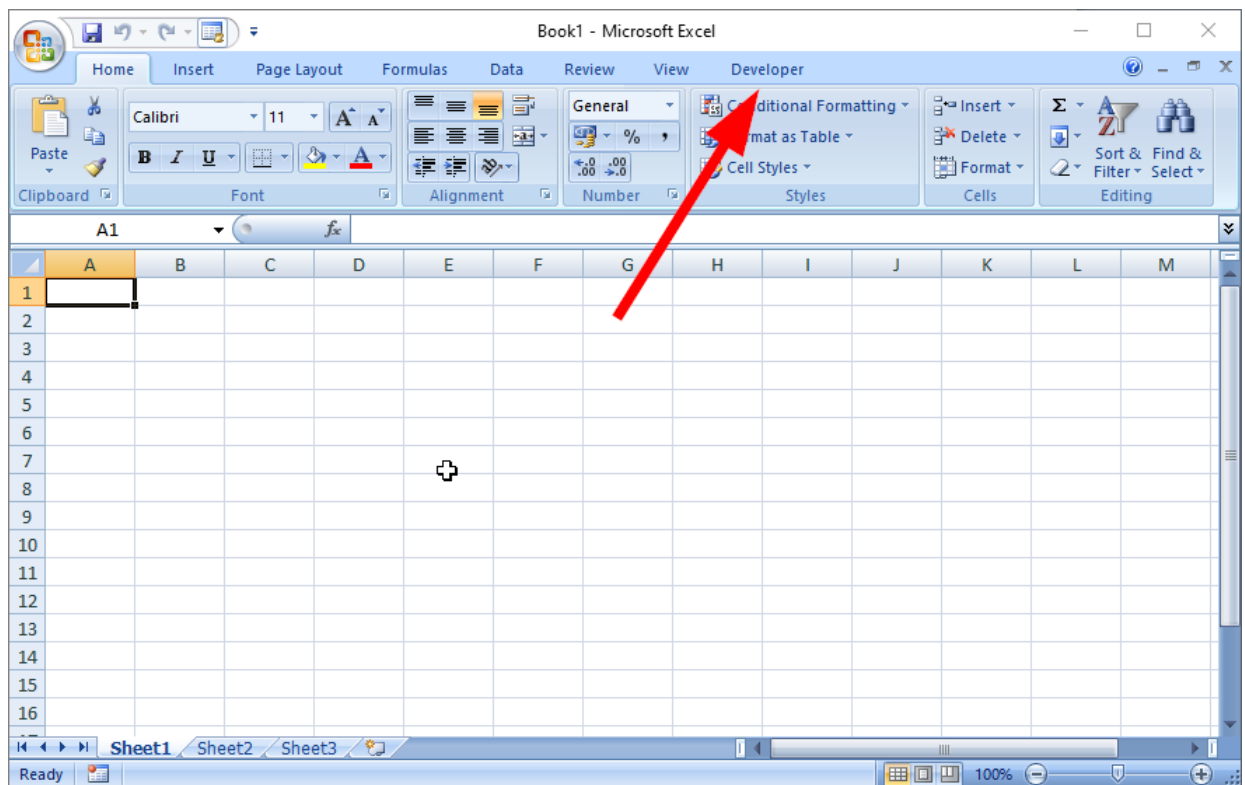 Book1 - Microsoft Excel
Home Insert Page Layout Formulas Data Review View Developer
Calibri 11 A A General Conditional Formatting Insert Σ
Paste B I U A a % , Format as Table Delete Sort & Filter Find & Select
.0 .00 .00 .0 Cell Styles Format
Clipboard Font Alignment Number Styles Cells Editing
A1 fx
A B C D E F G H I J K L M
1
2
3
4
5
6
7
8
9
10
11
12
13
14
15
16
Sheet1 Sheet2 Sheet3
Ready 100%